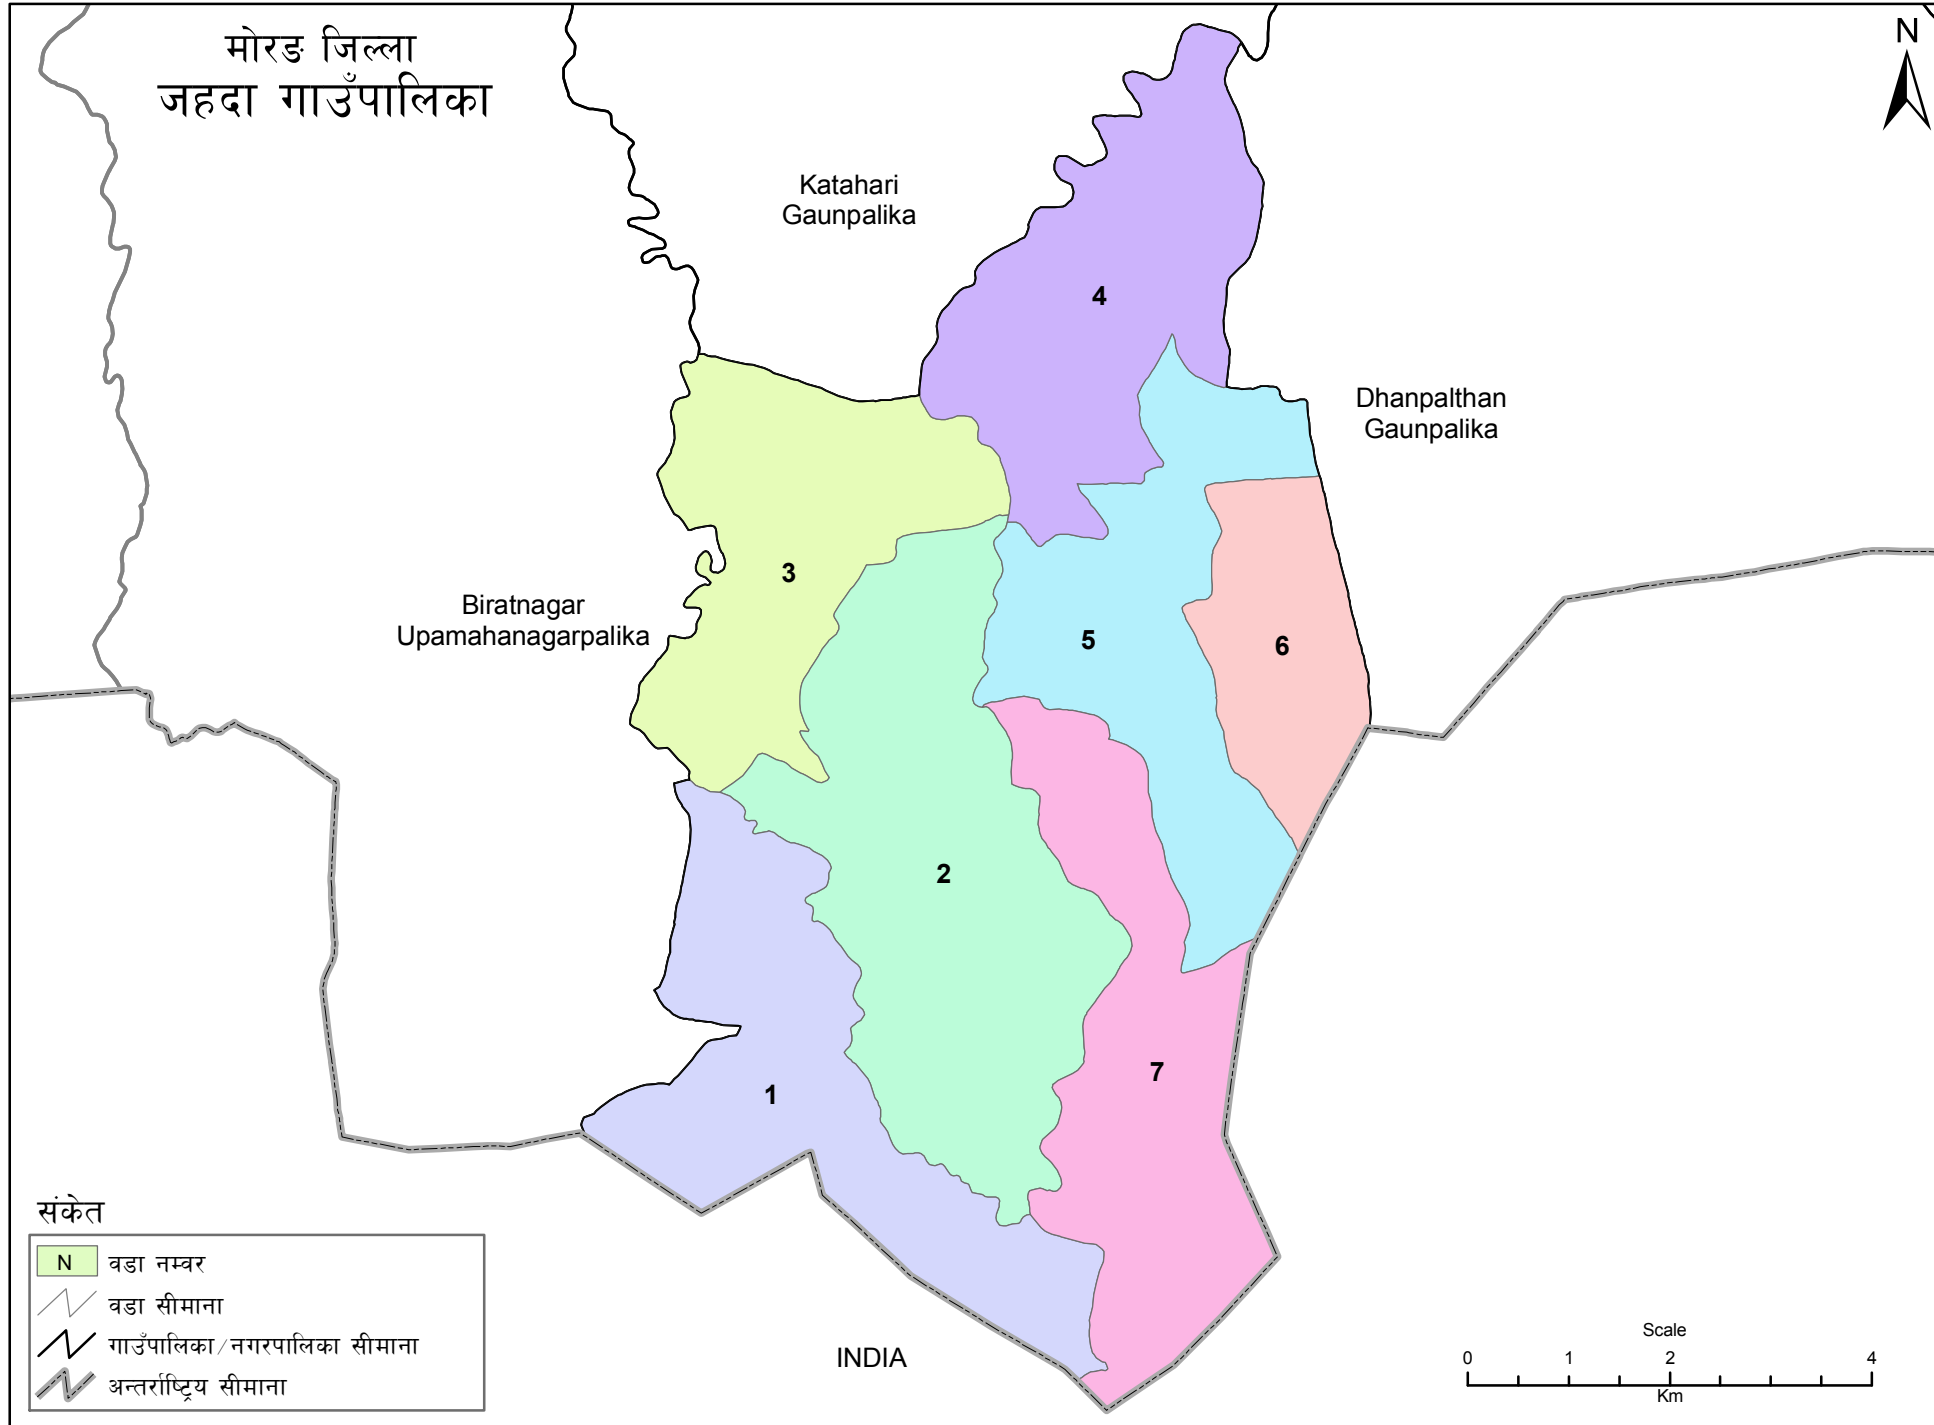 मोरङ जिल्ला
जहदा गाउँपालिका
N
Katahari
Gaunpalika
4
Dhanpalthan
Gaunpalika
3
Biratnagar
Upamahanagarpalika
5
6
2
7
1
INDIA
संकेत
N वडा नम्वर
वडा सीमाना
गाउँपालिका/नगरपालिका सीमाना
अन्तर्राष्ट्रिय सीमाना
Scale
0 1 2 4
Km